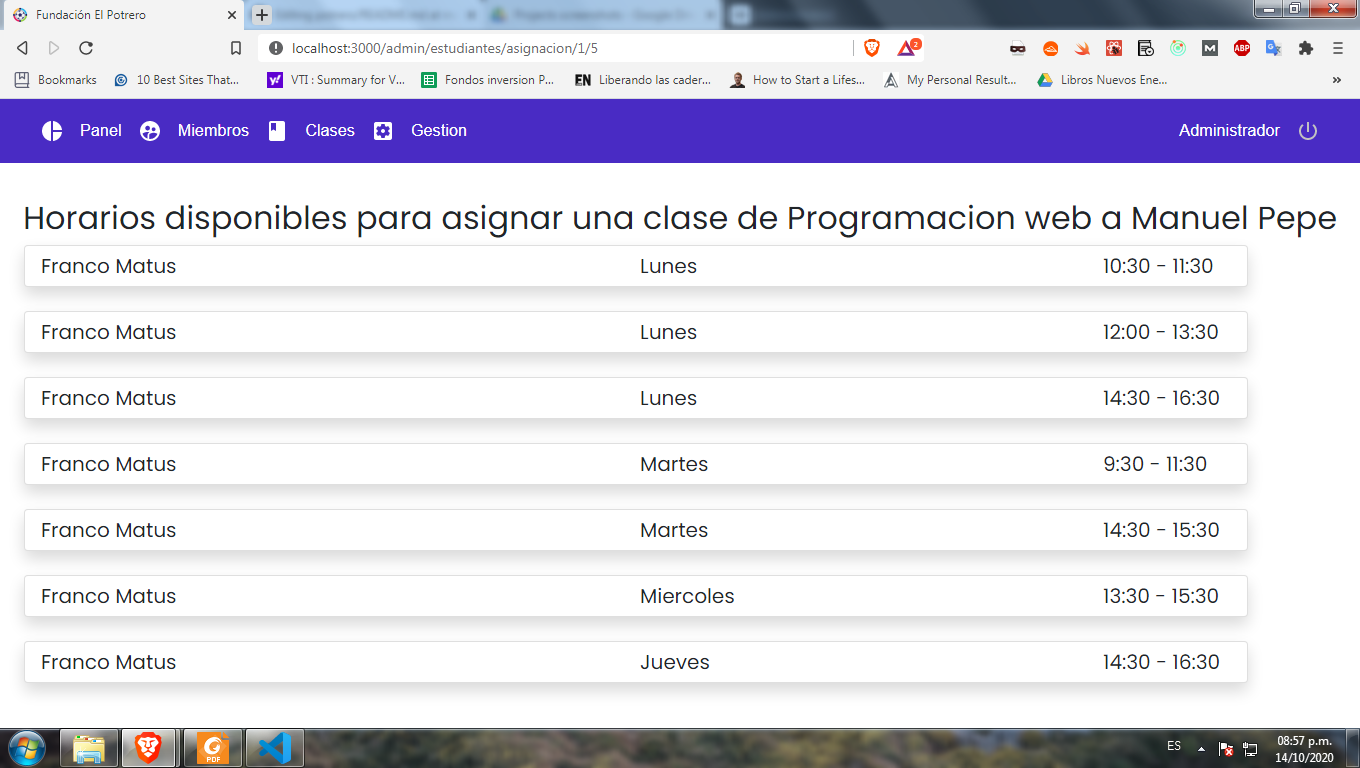 Fundación El Potrero
localhost:3000/admin/estudiantes/asignacion/1/5
2
ABP
Bookmarks
10 Best Sites That...
VTI : Summary for V...
Fondos inversion P...
EN Liberando las cader...
How to Start a Lifes...
My Personal Result...
Libros Nuevos Ene...
»
Panel
Miembros
Clases
Gestion
Administrador
Horarios disponibles para asignar una clase de Programacion web a Manuel Pepe
Franco Matus Lunes 10:30 - 11:30
Franco Matus Lunes 12:00 - 13:30
Franco Matus Lunes 14:30 - 16:30
Franco Matus Martes 9:30 - 11:30
Franco Matus Martes 14:30 - 15:30
Franco Matus Miercoles 13:30 - 15:30
Franco Matus Jueves 14:30 - 16:30
PDF
ES
08:57 p.m.
14/10/2020